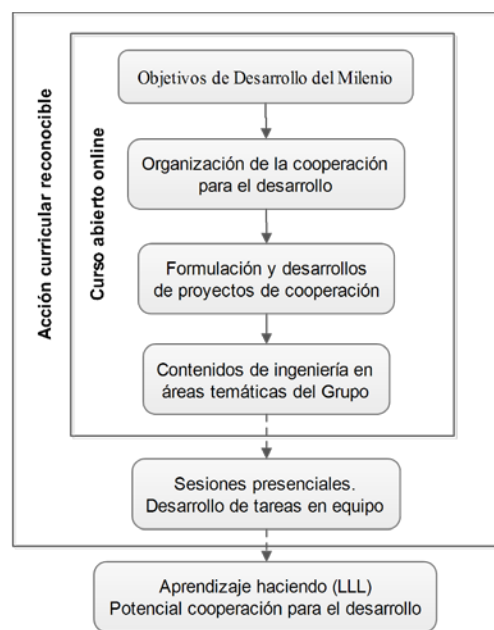 Acción curricular reconocible
Curso abierto online
Objetivos de Desarrollo del Milenio
Organización de la cooperación
para el desarrollo
Formulación y desarrollos
de proyectos de cooperación
Contenidos de ingeniería en
áreas temáticas del Grupo
Sesiones presenciales.
Desarrollo de tareas en equipo
Aprendizaje haciendo (LLL)
Potencial cooperación para el desarrollo